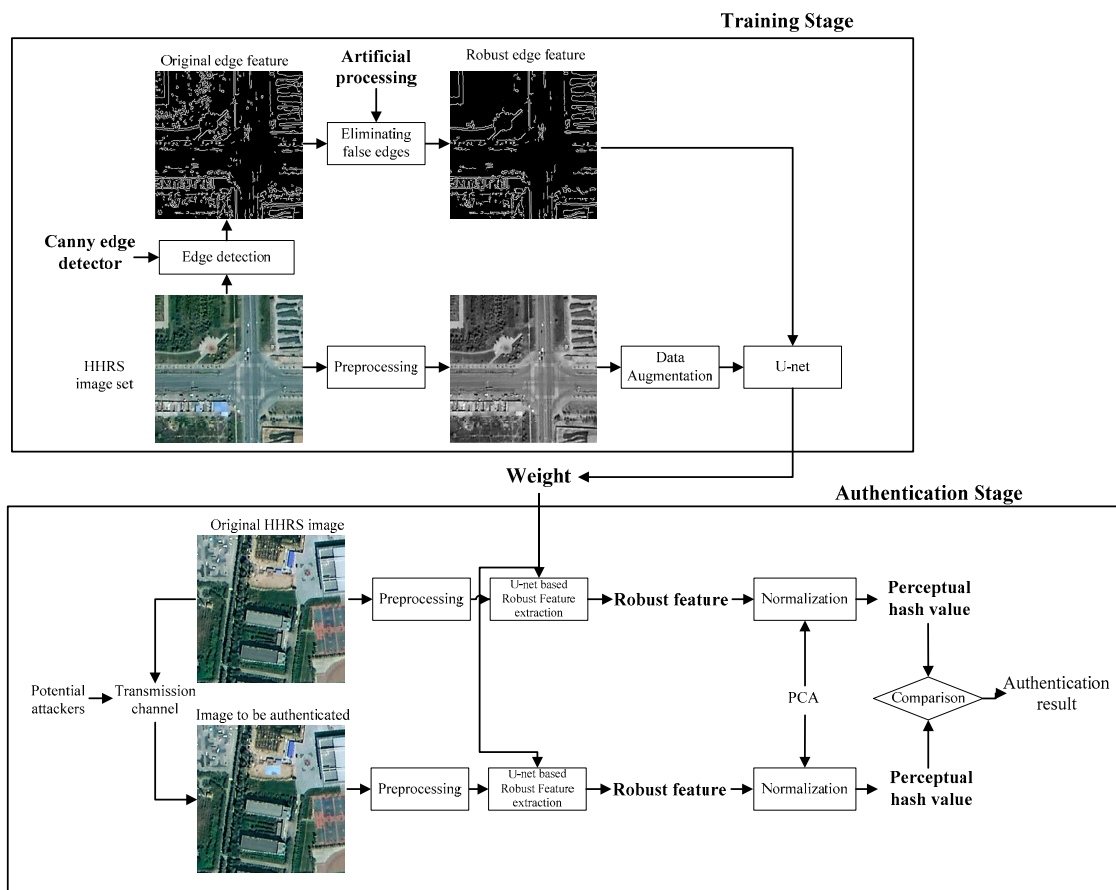 Training Stage
Original edge feature
Artificial
processing
Robust edge feature
Eliminating
false edges
Canny edge
detector
Edge detection
HHRS
image set
Preprocessing
Data
Augmentation
U-net
Weight
Authentication Stage
Original HHRS image
Preprocessing
U-net based
Robust Feature
extraction
Robust feature
Normalization
Perceptual
hash value
Potential
attackers
Transmission
channel
PCA
Comparison
Authentication
result
Image to be authenticated
Preprocessing
U-net based
Robust Feature
extraction
Robust feature
Normalization
Perceptual
hash value